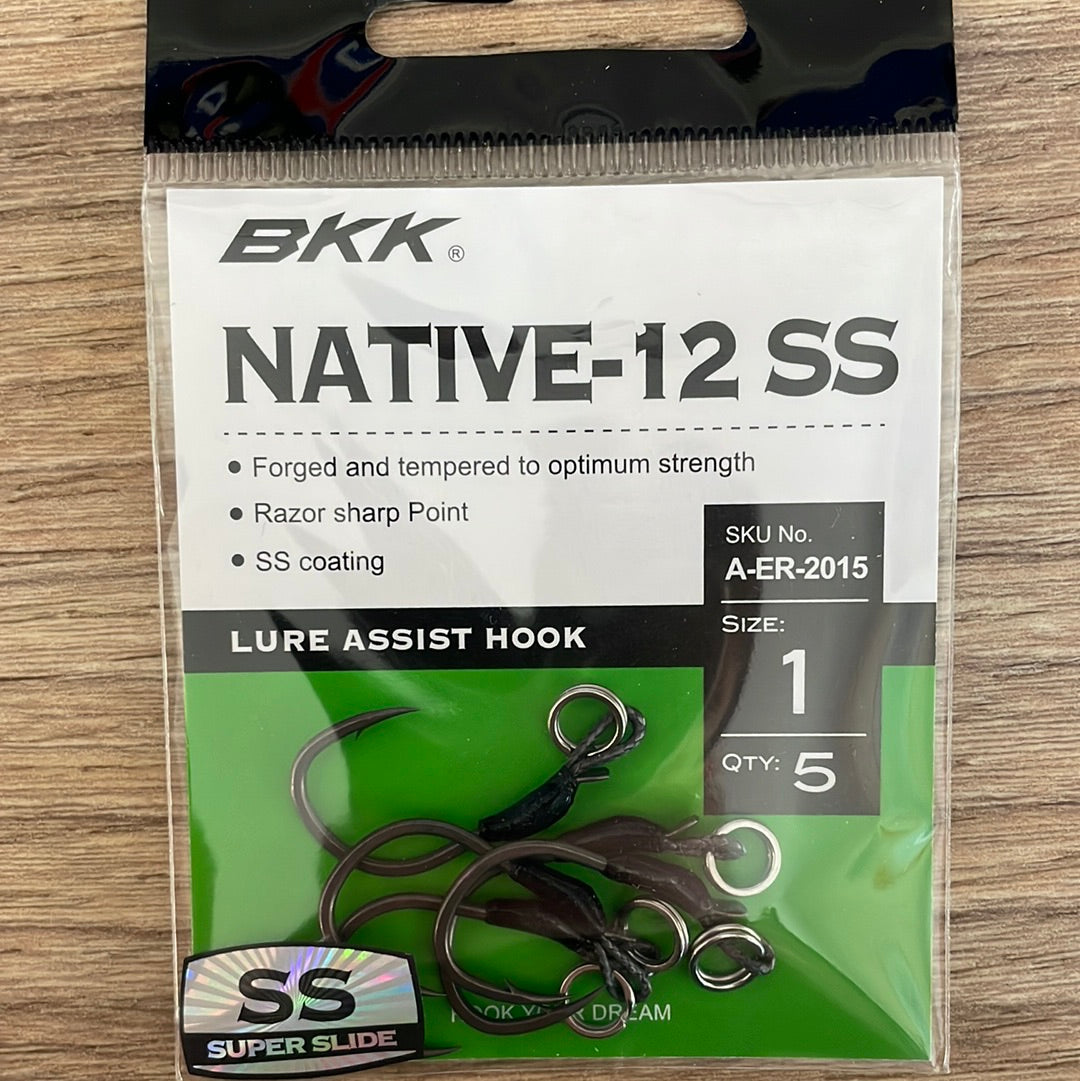 BKK®
NATIVE-12 SS
• Forged and tempered to optimum strength
• Razor sharp Point
• SS coating
SKU No.
A-ER-2015
SIZE:
1
QTY: 5
LURE ASSIST HOOK
SS
SUPER SLIDE
DREAM